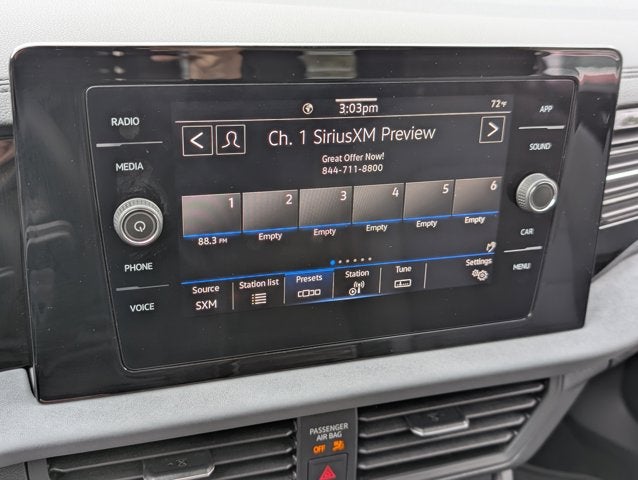 3:03pm
72°F
RADIO
APP
Ch. 1 SiriusXM Preview
SOUND
Great Offer Now!
844-711-8800
MEDIA
1 2 3 4 5 6
88.3 FM Empty Empty Empty Empty Empty
CAR
PHONE
MENU
Source Station list Presets Station Tune Settings
SXM
VOICE
PASSENGER
AIR BAG
OFF